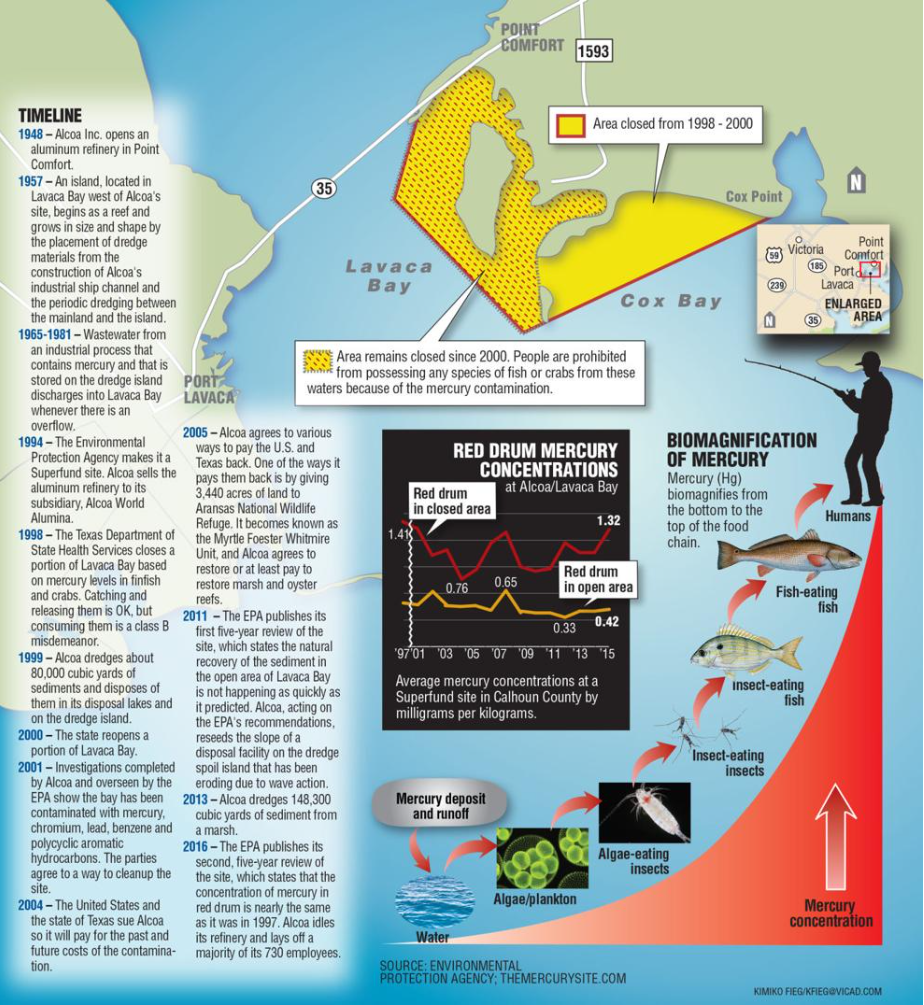 POINT
COMFORT
1593
Area closed from 1998 - 2000
35
Cox Point
N
Lavaca
Bay
Cox Bay
59
Victoria
Point
Comfort
185
Port
Lavaca
239
ENLARGED
AREA
N
35
Area remains closed since 2000. People are prohibited
from possessing any species of fish or crabs from these
waters because of the mercury contamination.
PORT
LAVACA
TIMELINE
1948 – Alcoa Inc. opens an
aluminum refinery in Point
Comfort.
1957 – An island, located in
Lavaca Bay west of Alcoa's
site, begins as a reef and
grows in size and shape by
the placement of dredge
materials from the
construction of Alcoa's
industrial ship channel and
the periodic dredging between
the mainland and the island.
1965-1981 – Wastewater from
an industrial process that
contains mercury and that is
stored on the dredge island
discharges into Lavaca Bay
whenever there is an
overflow.
1994 – The Environmental
Protection Agency makes it a
Superfund site. Alcoa sells the
aluminum refinery to its
subsidiary, Alcoa World
Alumina.
1998 – The Texas Department of
State Health Services closes a
portion of Lavaca Bay based
on mercury levels in finfish
and crabs. Catching and
releasing them is OK, but
consuming them is a class B
misdemeanor.
1999 – Alcoa dredges about
80,000 cubic yards of
sediments and disposes of
them in its disposal lakes and
on the dredge island.
2000 – The state reopens a
portion of Lavaca Bay.
2001 – Investigations completed
by Alcoa and overseen by the
EPA show the bay has been
contaminated with mercury,
chromium, lead, benzene and
polycyclic aromatic
hydrocarbons. The parties
agree to a way to cleanup the
site.
2004 – The United States and
the state of Texas sue Alcoa
so it will pay for the past and
future costs of the contamina-
tion.
2005 – Alcoa agrees to various
ways to pay the U.S. and
Texas back. One of the ways it
pays them back is by giving
3,440 acres of land to
Aransas National Wildlife
Refuge. It becomes known as
the Myrtle Foester Whitmire
Unit, and Alcoa agrees to
restore or at least pay to
restore marsh and oyster
reefs.
2011 – The EPA publishes its
first five-year review of the
site, which states the natural
recovery of the sediment in
the open area of Lavaca Bay
is not happening as quickly as
it predicted. Alcoa, acting on
the EPA's recommendations,
reseeds the slope of a
disposal facility on the dredge
spoil island that has been
eroding due to wave action.
2013 – Alcoa dredges 148,300
cubic yards of sediment from
a marsh.
2016 – The EPA publishes its
second, five-year review of
the site, which states that the
concentration of mercury in
red drum is nearly the same
as it was in 1997. Alcoa idles
its refinery and lays off a
majority of its 730 employees.
RED DRUM MERCURY
CONCENTRATIONS
at Alcoa/Lavaca Bay
Red drum
in closed area
1.41
1.32
Red drum
in open area
0.76
0.65
0.33
0.42
'97 '01 '03 '05 '07 '09 '11 '13 '15
Average mercury concentrations at a
Superfund site in Calhoun County by
milligrams per kilograms.
BIOMAGNIFICATION
OF MERCURY
Mercury (Hg)
biomagnifies from
the bottom to the
top of the food
chain.
Humans
Fish-eating
fish
Insect-eating
fish
Insect-eating
insects
Algae-eating
insects
Algae/plankton
Mercury deposit
and runoff
Water
Mercury
concentration
SOURCE: ENVIRONMENTAL
PROTECTION AGENCY; THEMERCURYSITE.COM
KIMIKO FIEG/KFIEG@VICAD.COM